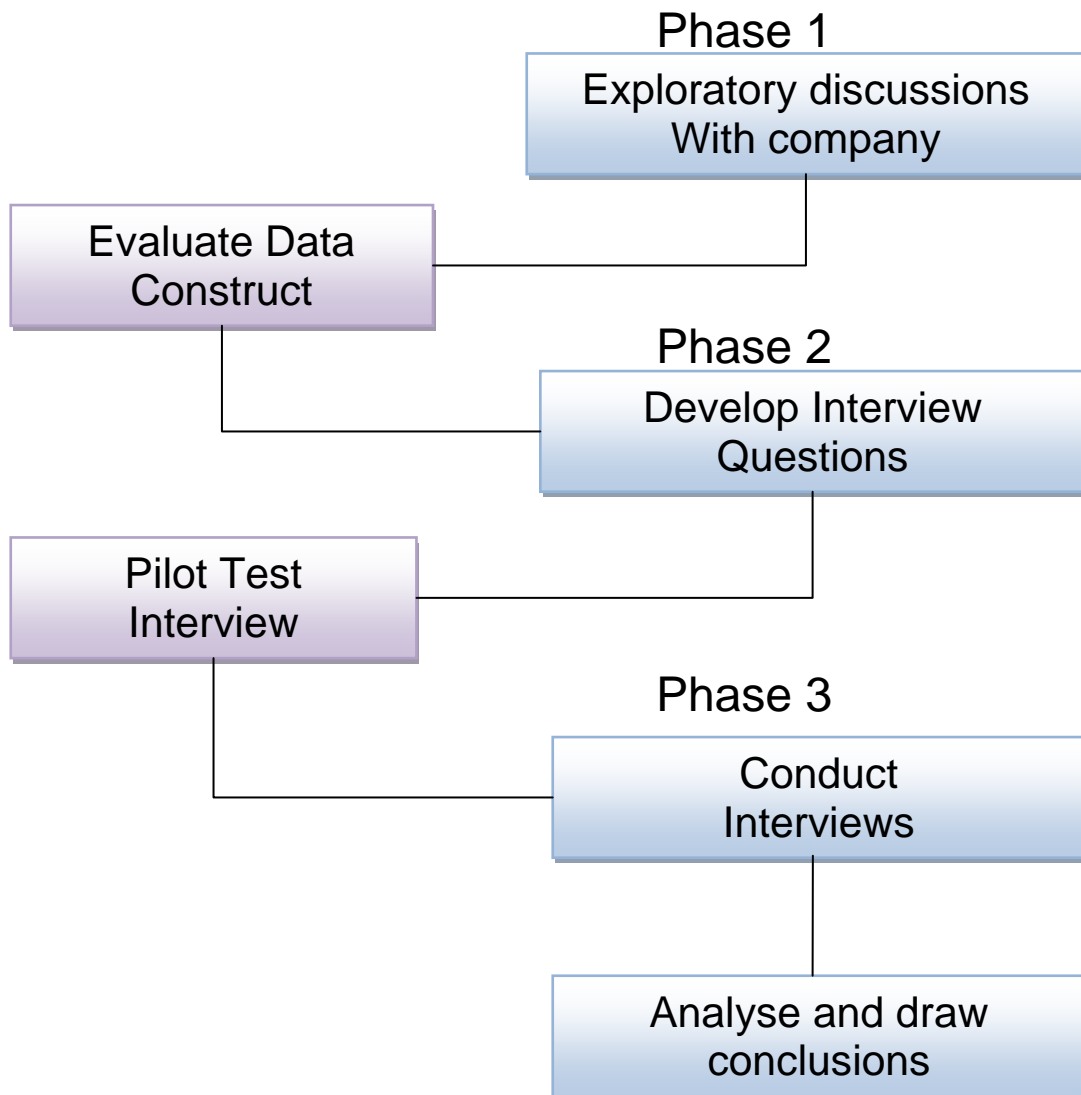 Phase 1
Exploratory discussions
With company
Evaluate Data
Construct
Phase 2
Develop Interview
Questions
Pilot Test
Interview
Phase 3
Conduct
Interviews
Analyse and draw
conclusions